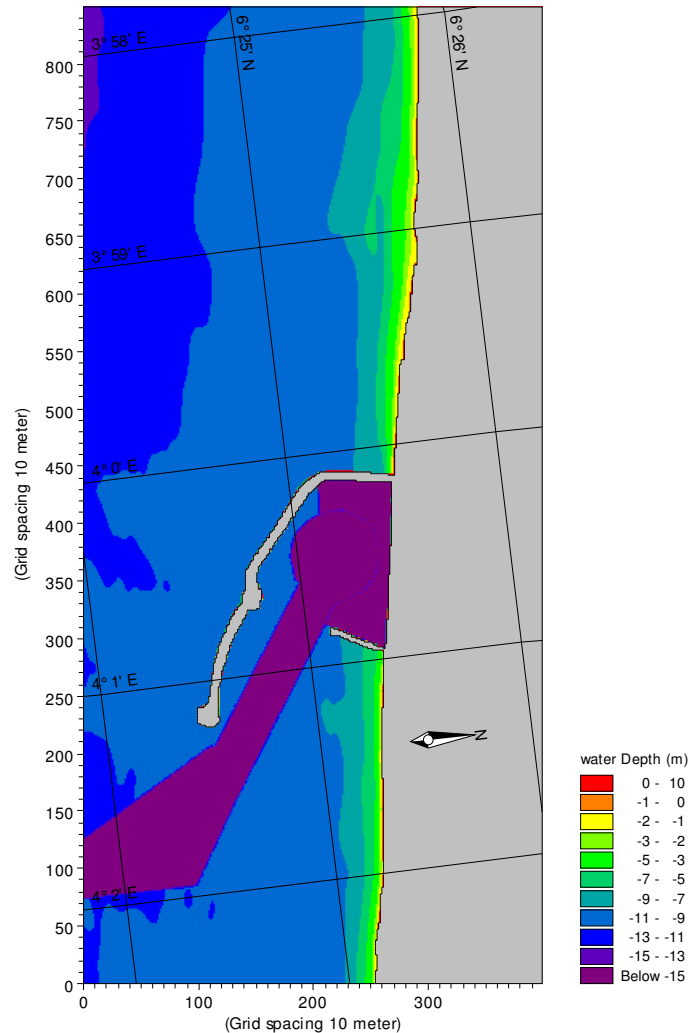 6° 25' N
6° 26' N
3° 58' E
3° 59' E
4° 0' E
4° 1' E
4° 2' E
800
750
700
650
600
550
500
450
400
350
300
250
200
150
100
50
0
(Grid spacing 10 meter)
0 100 200 300
(Grid spacing 10 meter)
N
water Depth (m)
0 - 10
-1 - 0
-2 - -1
-3 - -2
-5 - -3
-7 - -5
-9 - -7
-11 - -9
-13 - -11
-15 - -13
Below -15